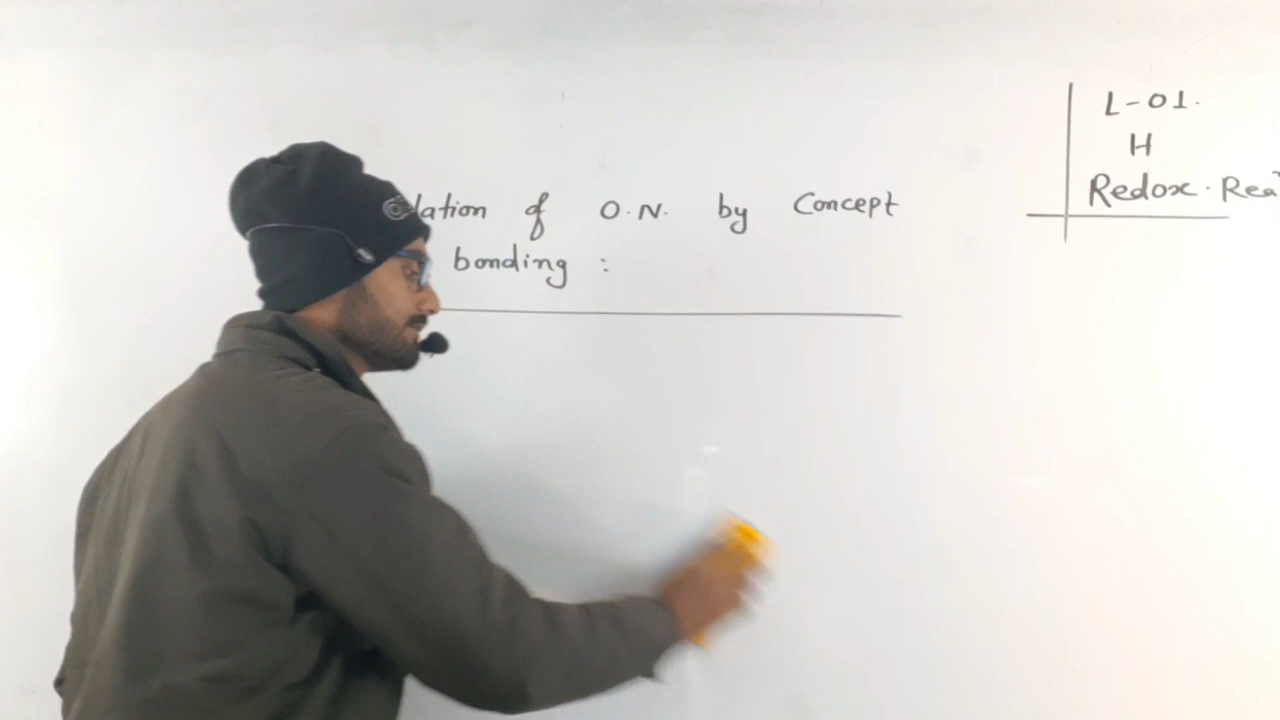 lation of O.N. by Concept
bonding :
L-01.
H
Redox. Rea